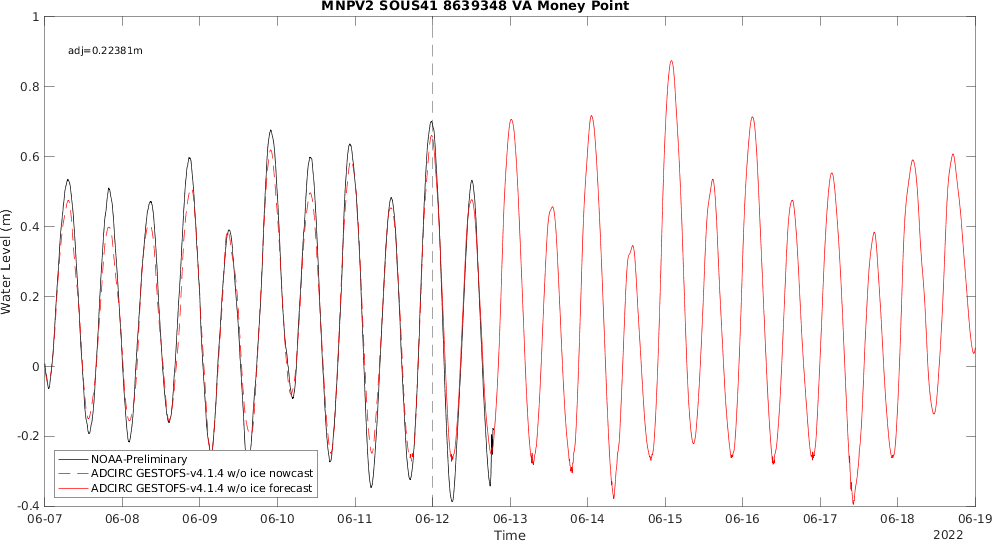 MNPV2 SOUS41 8639348 VA Money Point
adj=0.22381m
1
0.8
0.6
0.4
0.2
0
-0.2
-0.4
Water Level (m)
NOAA-Preliminary
ADCIRC GESTOFS-v4.1.4 w/o ice nowcast
ADCIRC GESTOFS-v4.1.4 w/o ice forecast
06-07 06-08 06-09 06-10 06-11 06-12 06-13 06-14 06-15 06-16 06-17 06-18 06-19
Time
2022